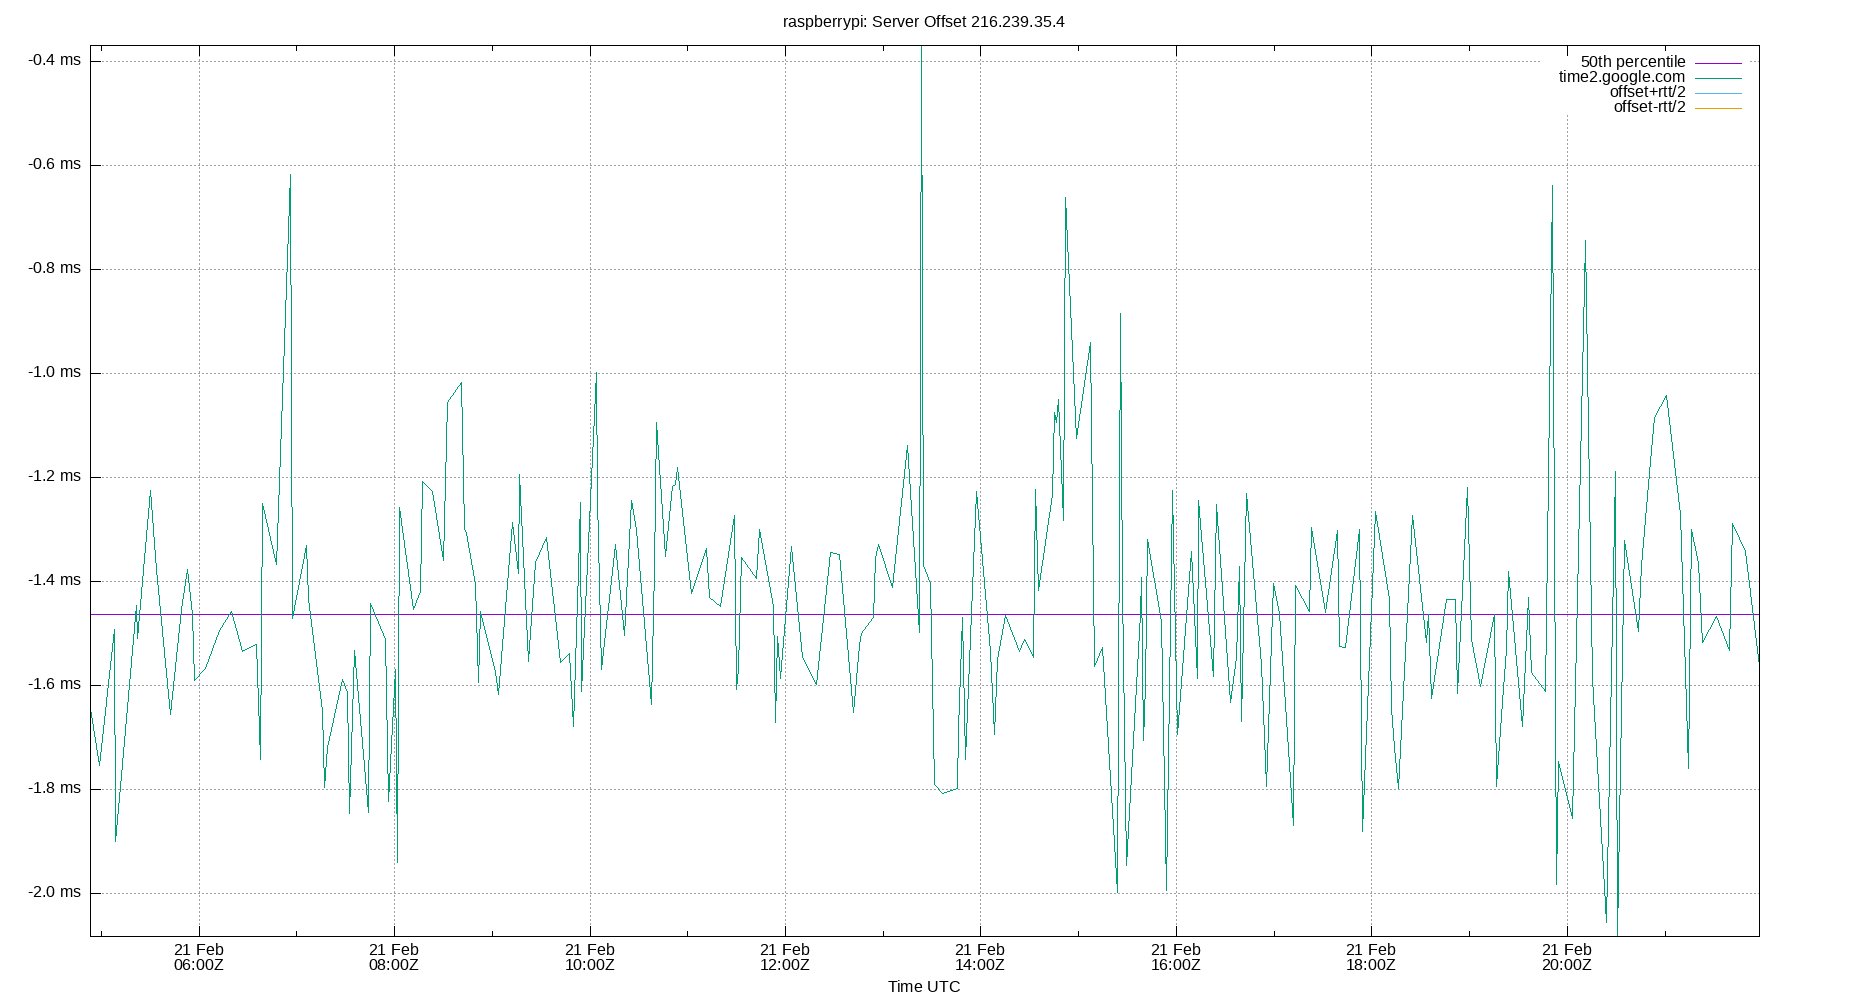 raspberrypi: Server Offset 216.239.35.4
-0.4 ms
50th percentile
time2.google.com
offset+rtt/2
offset-rtt/2
-0.6 ms
-0.8 ms
-1.0 ms
-1.2 ms
-1.4 ms
-1.6 ms
-1.8 ms
-2.0 ms
21 Feb
06:00Z
21 Feb
08:00Z
21 Feb
10:00Z
21 Feb
12:00Z
21 Feb
14:00Z
21 Feb
16:00Z
21 Feb
18:00Z
21 Feb
20:00Z
Time UTC